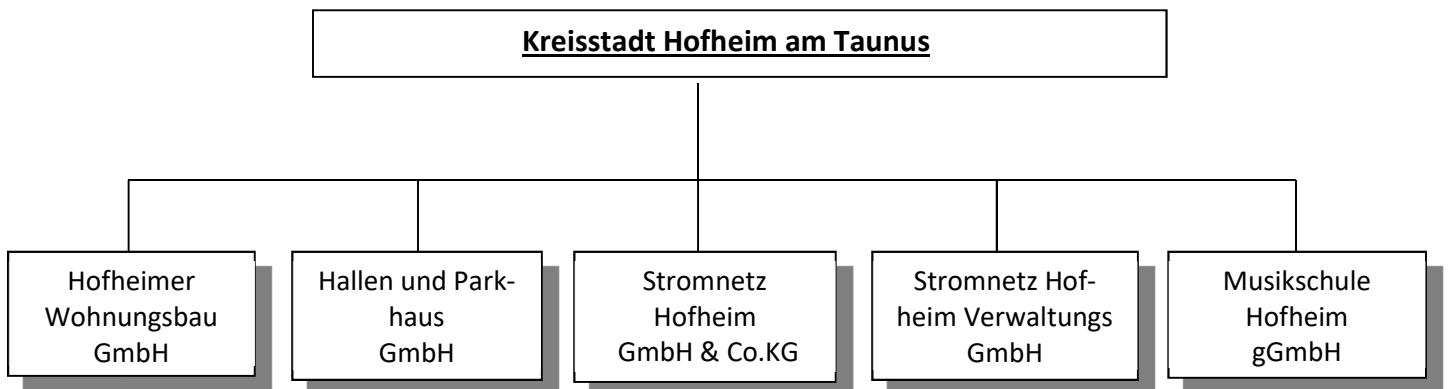 Kreisstadt Hofheim am Taunus
Hofheimer
Wohnungsbau
GmbH
Hallen und Park-
haus
GmbH
Stromnetz
Hofheim
GmbH & Co.KG
Stromnetz Hof-
heim Verwaltungs
GmbH
Musikschule
Hofheim
gGmbH